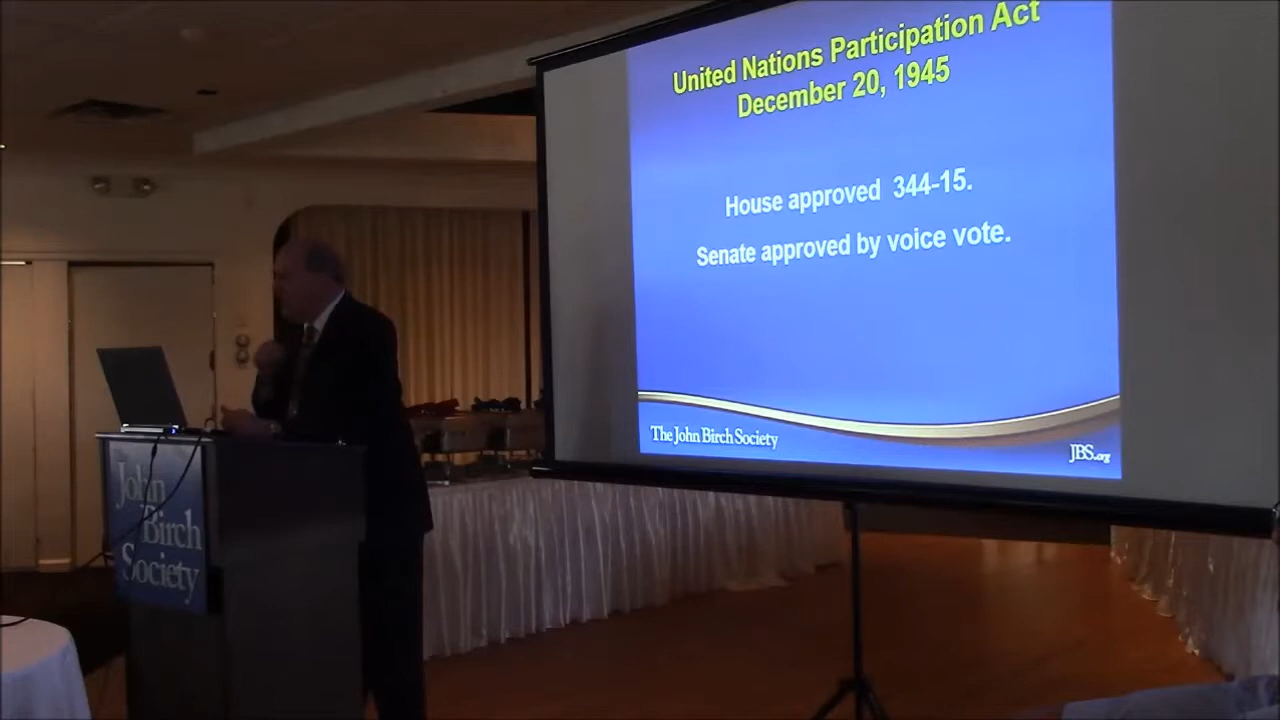 United Nations Participation Act
December 20, 1945
House approved 344-15.
Senate approved by voice vote.
The John Birch Society
JBS.org
John
Birch
Society